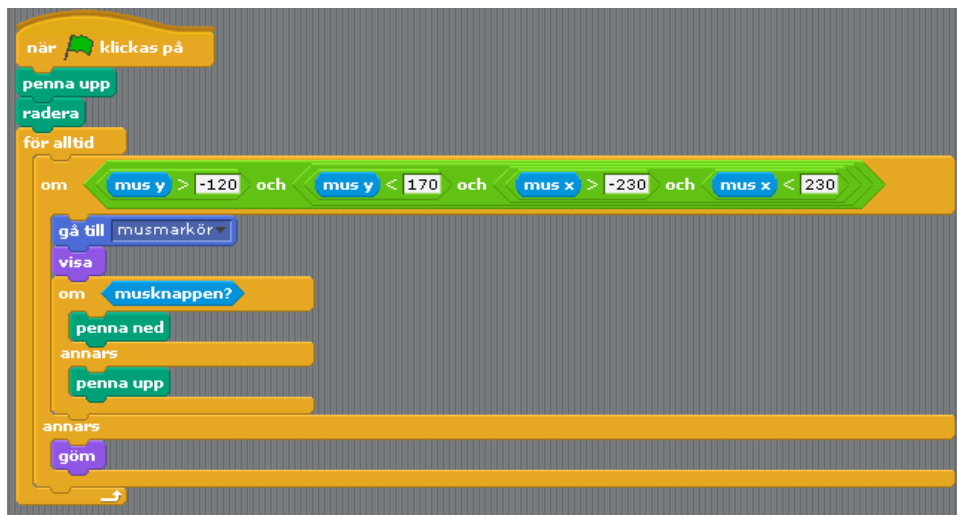 när klickas på
penna upp
radera
för alltid
om mus y > -120 och mus y < 170 och mus x > -230 och mus x < 230
gå till musmarkör
visa
om musknappen?
penna ned
annars
penna upp
annars
göm